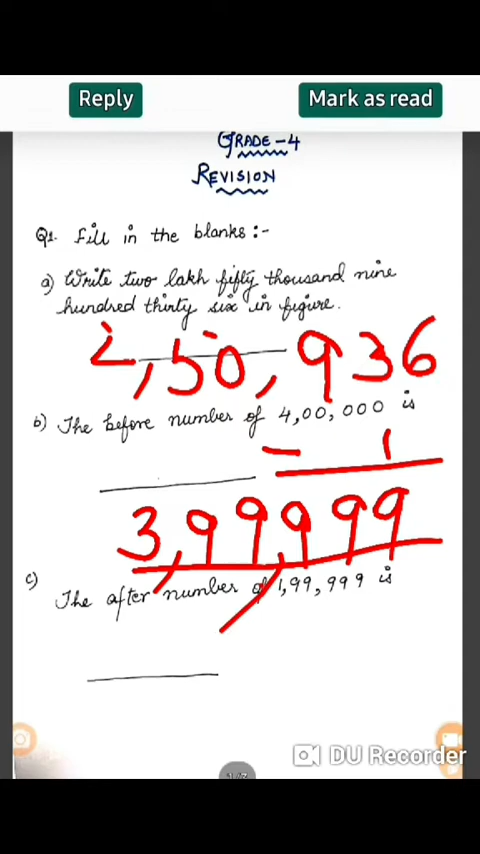 Reply
Mark as read
GRADE-4
REVISION
Q1. Fill in the blanks :-
a) Write two lakh fifty thousand nine
hundred thirty six in figure.
2,50,936
b) The before number of 4,00,000 is
- 1
3,99,999
c) The after number of 1,99,999 is
DU Recorder